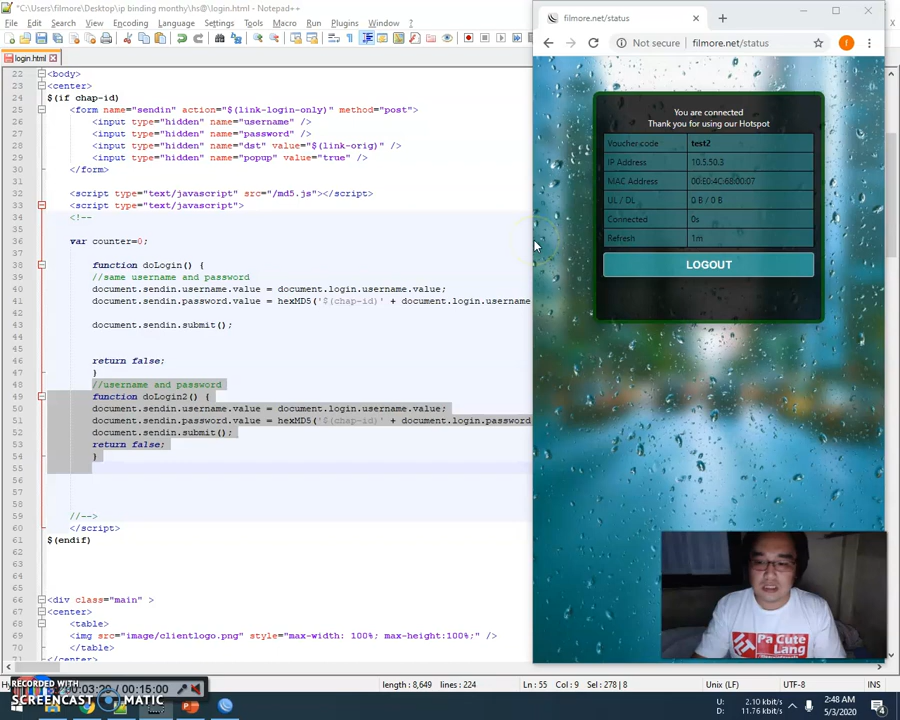 *C:\Users\filmore\Desktop\ip binding monthy\hs@\login.html - Notepad++
File Edit Search View Encoding Language Settings Tools Macro Run Plugins Window ?
login.html
22 <body>
23 <center>
24 $(if chap-id)
25 <form name="sendin" action="$(link-login-only)" method="post">
26 <input type="hidden" name="username" />
27 <input type="hidden" name="password" />
28 <input type="hidden" name="dst" value="$(link-orig)" />
29 <input type="hidden" name="popup" value="true" />
30 </form>
31
32 <script type="text/javascript" src="/md5.js"></script>
33 <script type="text/javascript">
34 <!--
35
36 var counter=0;
37
38 function doLogin() {
39 //same username and password
40 document.sendin.username.value = document.login.username.value;
41 document.sendin.password.value = hexMD5('$(chap-id)' + document.login.username
42
43 document.sendin.submit();
44
45
46 return false;
47 }
48 //username and password
49 function doLogin2() {
50 document.sendin.username.value = document.login.username.value;
51 document.sendin.password.value = hexMD5('$(chap-id)' + document.login.password
52 document.sendin.submit();
53 return false;
54 }
55
56
57
58
59 //-->
60 </script>
61 $(endif)
62
63
64
65
66 <div class="main" >
67 <center>
68 <table>
69 <img src="image/clientlogo.png" style="max-width: 100%; max-height:100%;" />
70 </table>
71 </center>
length : 8,649 lines : 224
Ln : 55 Col : 9 Sel : 278 | 8
Unix (LF)
UTF-8
INS
filmore.net/status
Not secure filmore.net/status
f
You are connected
Thank you for using our Hotspot
Voucher code test2
IP Address 10.5.50.3
MAC Address 00:E0:4C:68:00:07
UL / DL 0 B / 0 B
Connected 0s
Refresh 1m
LOGOUT
Pa Cute
Lang
RECORDED WITH
SCREENCAST MATIC
/ 00:15:00
U: 2.10 kB/s
D: 11.76 kB/s
2:48 AM
5/3/2020
4